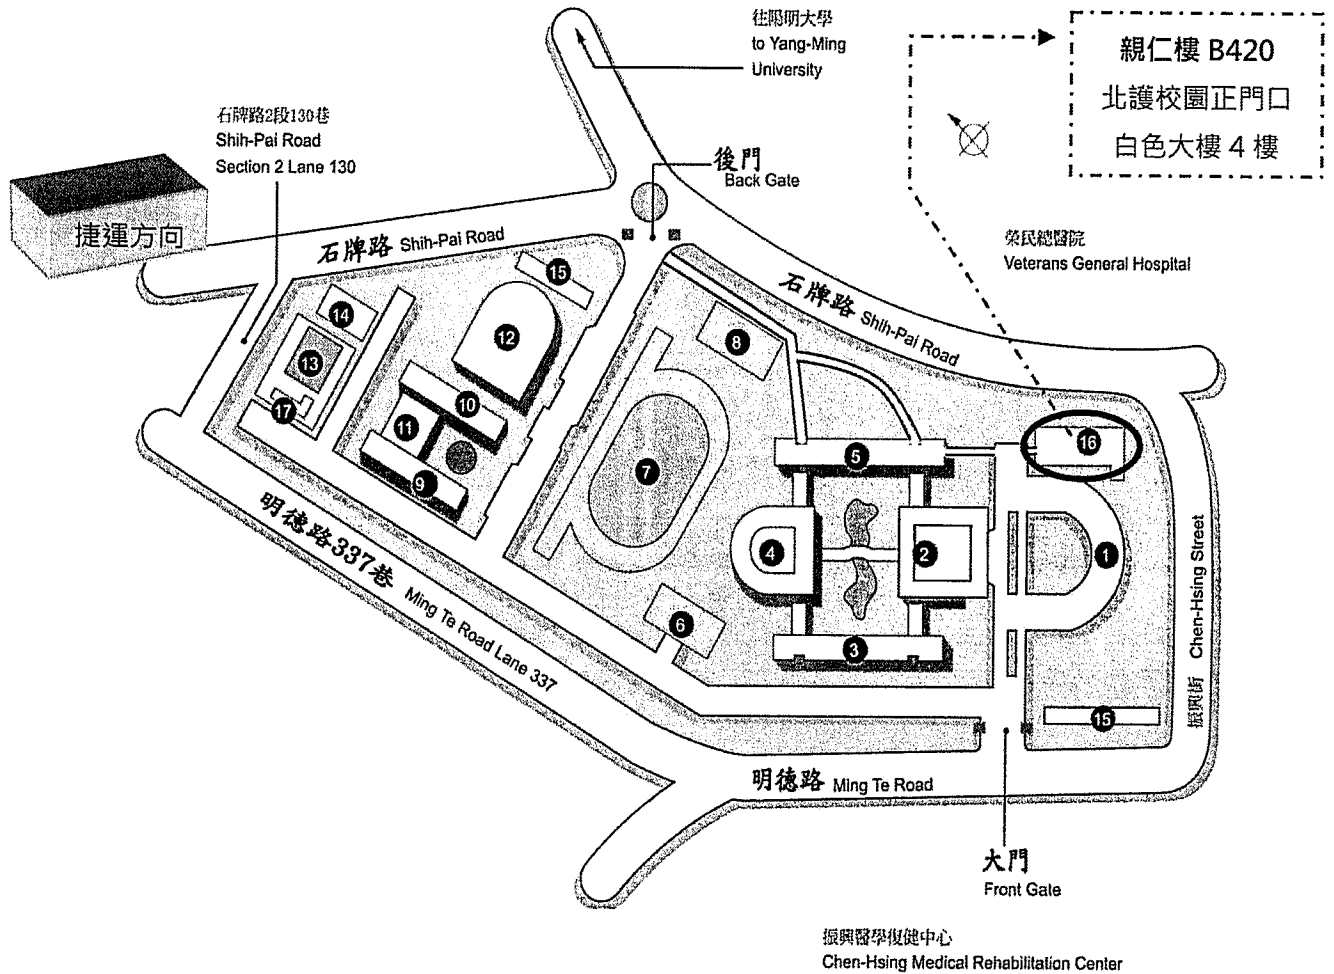 往陽明大學
to Yang-Ming
University
親仁樓 B420
北護校園正門口
白色大樓 4 樓
石牌路2段130巷
Shih-Pai Road
Section 2 Lane 130
後門
Back Gate
捷運方向
石牌路 Shih-Pai Road
榮民總醫院
Veterans General Hospital
石牌路 Shih-Pai Road
15
14
12
8
13
10
17
11
9
7
5
16
4
2
1
6
3
15
明德路337巷 Ming Te Road Lane 337
振興街 Chen-Hsing Street
明德路 Ming Te Road
大門
Front Gate
振興醫學復健中心
Chen-Hsing Medical Rehabilitation Center